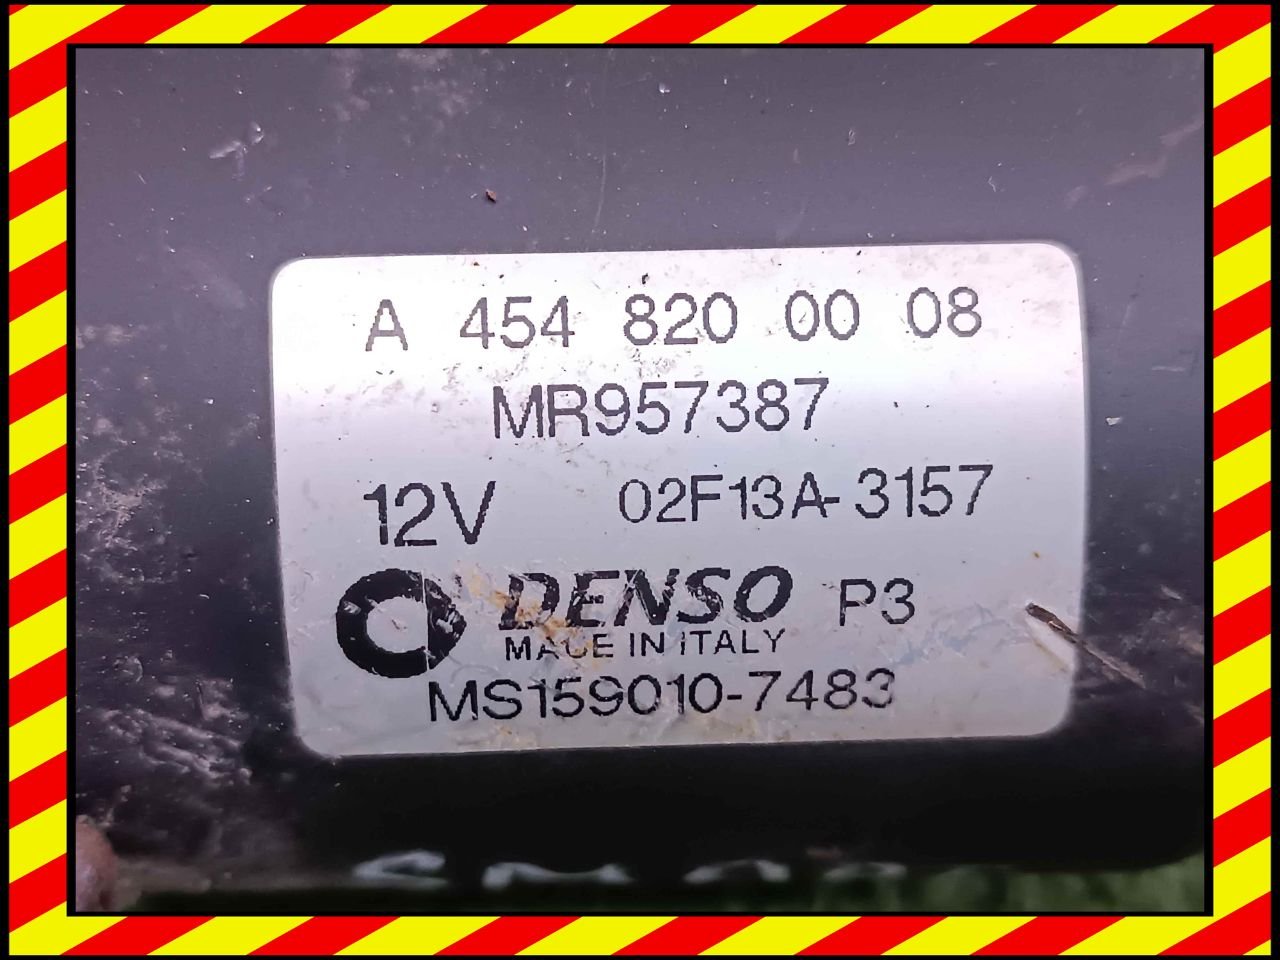 A 454 820 00 08
MR957387
12V 02F13A-3157
DENSO P3
MADE IN ITALY
MS159010-7483